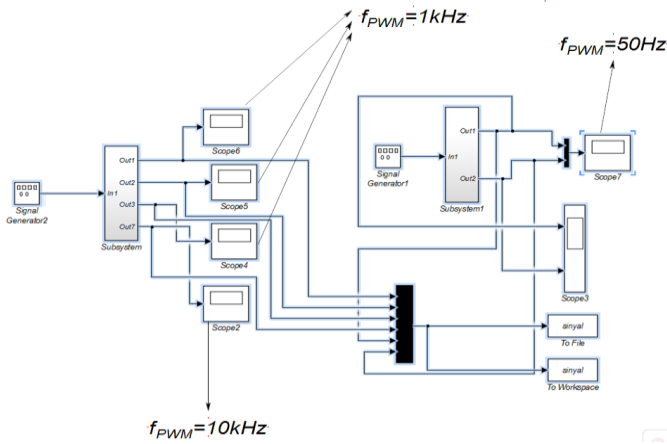 fPWM=1kHz
fPWM=50Hz
Scope6
Out1
Out2
Out3
Out7
In1
Subsystem
Signal
Generator2
Scope5
Scope4
Scope2
fPWM=10kHz
Signal
Generator1
In1
Out1
Out2
Subsystem1
Scope7
Scope3
sinyal
To File
sinyal
To Workspace